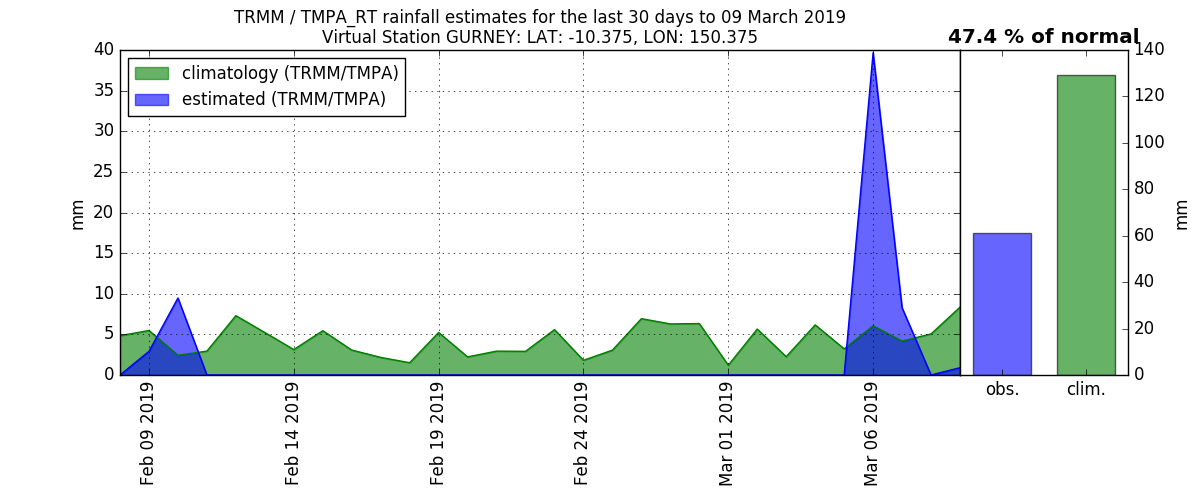 TRMM / TMPA_RT rainfall estimates for the last 30 days to 09 March 2019
Virtual Station GURNEY: LAT: -10.375, LON: 150.375
47.4 % of normal
climatology (TRMM/TMPA)
estimated (TRMM/TMPA)
40
35
30
25
20
15
10
5
0
mm
Feb 09 2019
Feb 14 2019
Feb 19 2019
Feb 24 2019
Mar 01 2019
Mar 06 2019
140
120
100
80
60
40
20
0
mm
obs.
clim.